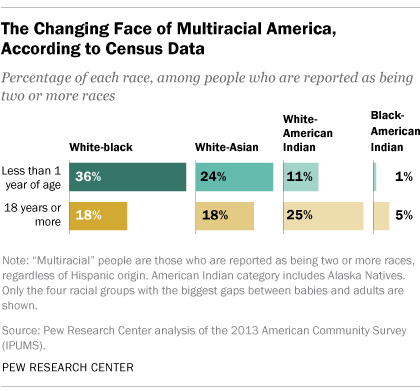 The Changing Face of Multiracial America,
According to Census Data
Percentage of each race, among people who are reported as being
two or more races
White-black
White-Asian
White-
American
Indian
Black-
American
Indian
Less than 1
year of age
36%
24%
11%
1%
18 years or
more
18%
18%
25%
5%
Note: “Multiracial” people are those who are reported as being two or more races,
regardless of Hispanic origin. American Indian category includes Alaska Natives.
Only the four racial groups with the biggest gaps between babies and adults are
shown.
Source: Pew Research Center analysis of the 2013 American Community Survey
(IPUMS).
PEW RESEARCH CENTER